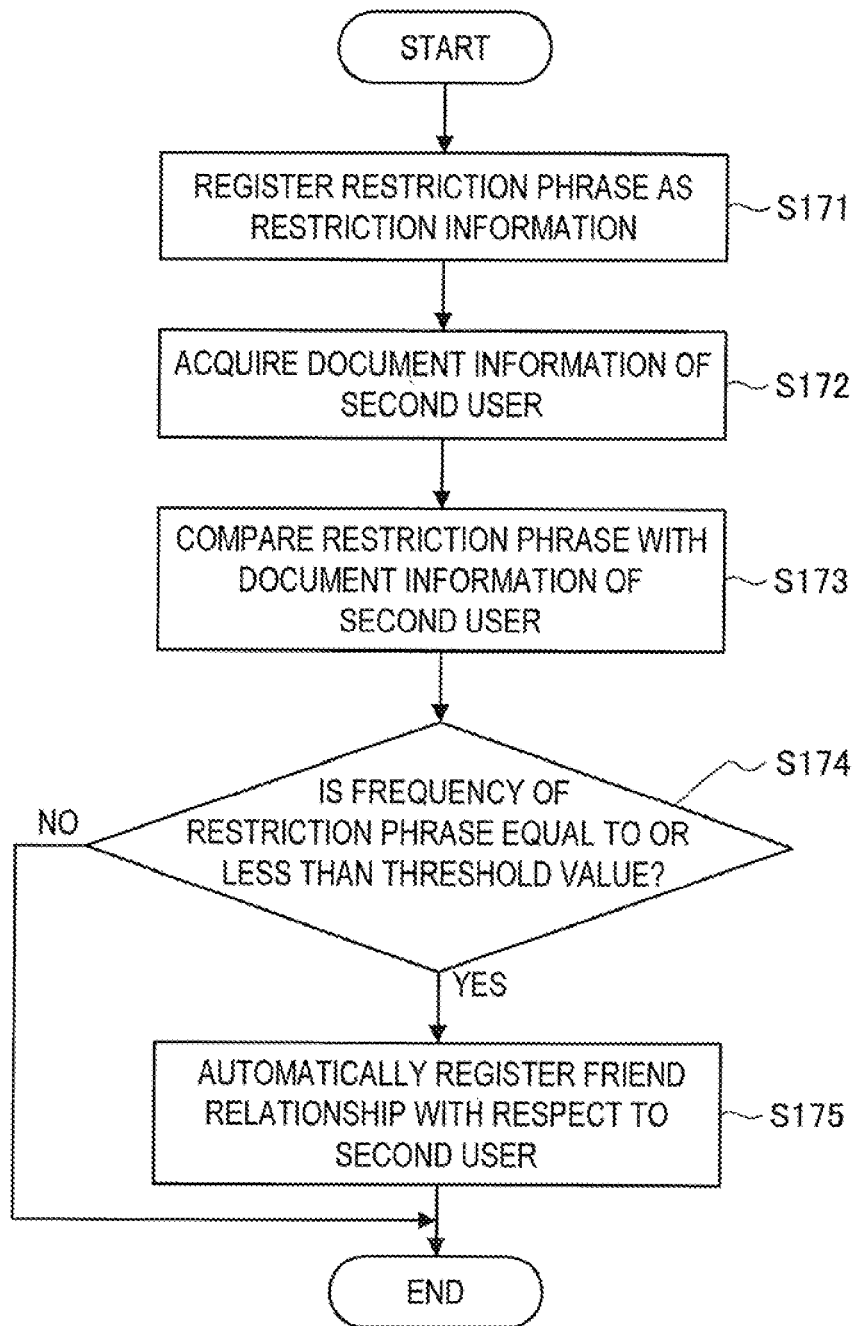 START
REGISTER RESTRICTION PHRASE AS
RESTRICTION INFORMATION
S171
ACQUIRE DOCUMENT INFORMATION OF
SECOND USER
S172
COMPARE RESTRICTION PHRASE WITH
DOCUMENT INFORMATION OF
SECOND USER
S173
IS FREQUENCY OF
RESTRICTION PHRASE EQUAL TO OR
LESS THAN THRESHOLD VALUE?
S174
NO
YES
AUTOMATICALLY REGISTER FRIEND
RELATIONSHIP WITH RESPECT TO
SECOND USER
S175
END